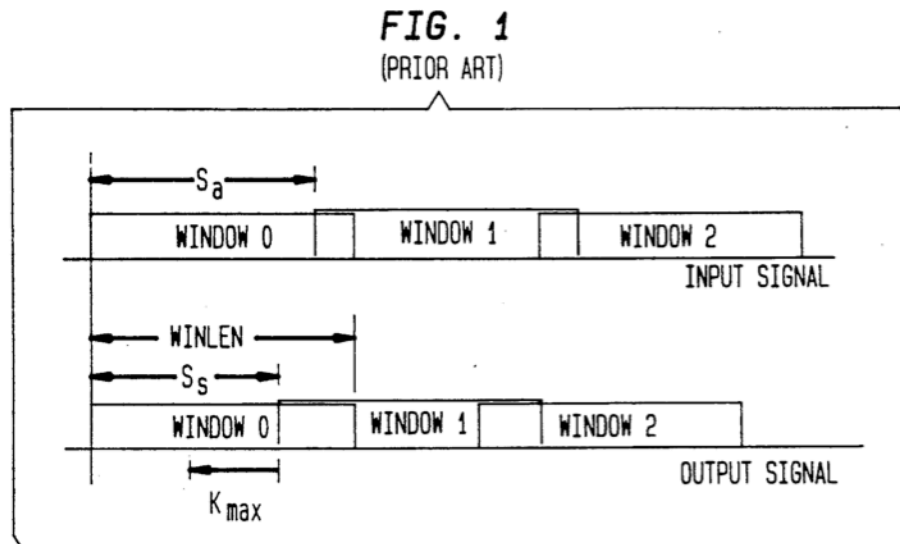 FIG. 1
(PRIOR ART)
Sa
WINDOW 0 WINDOW 1 WINDOW 2
INPUT SIGNAL
WINLEN
Ss
WINDOW 0 WINDOW 1 WINDOW 2
OUTPUT SIGNAL
Kmax